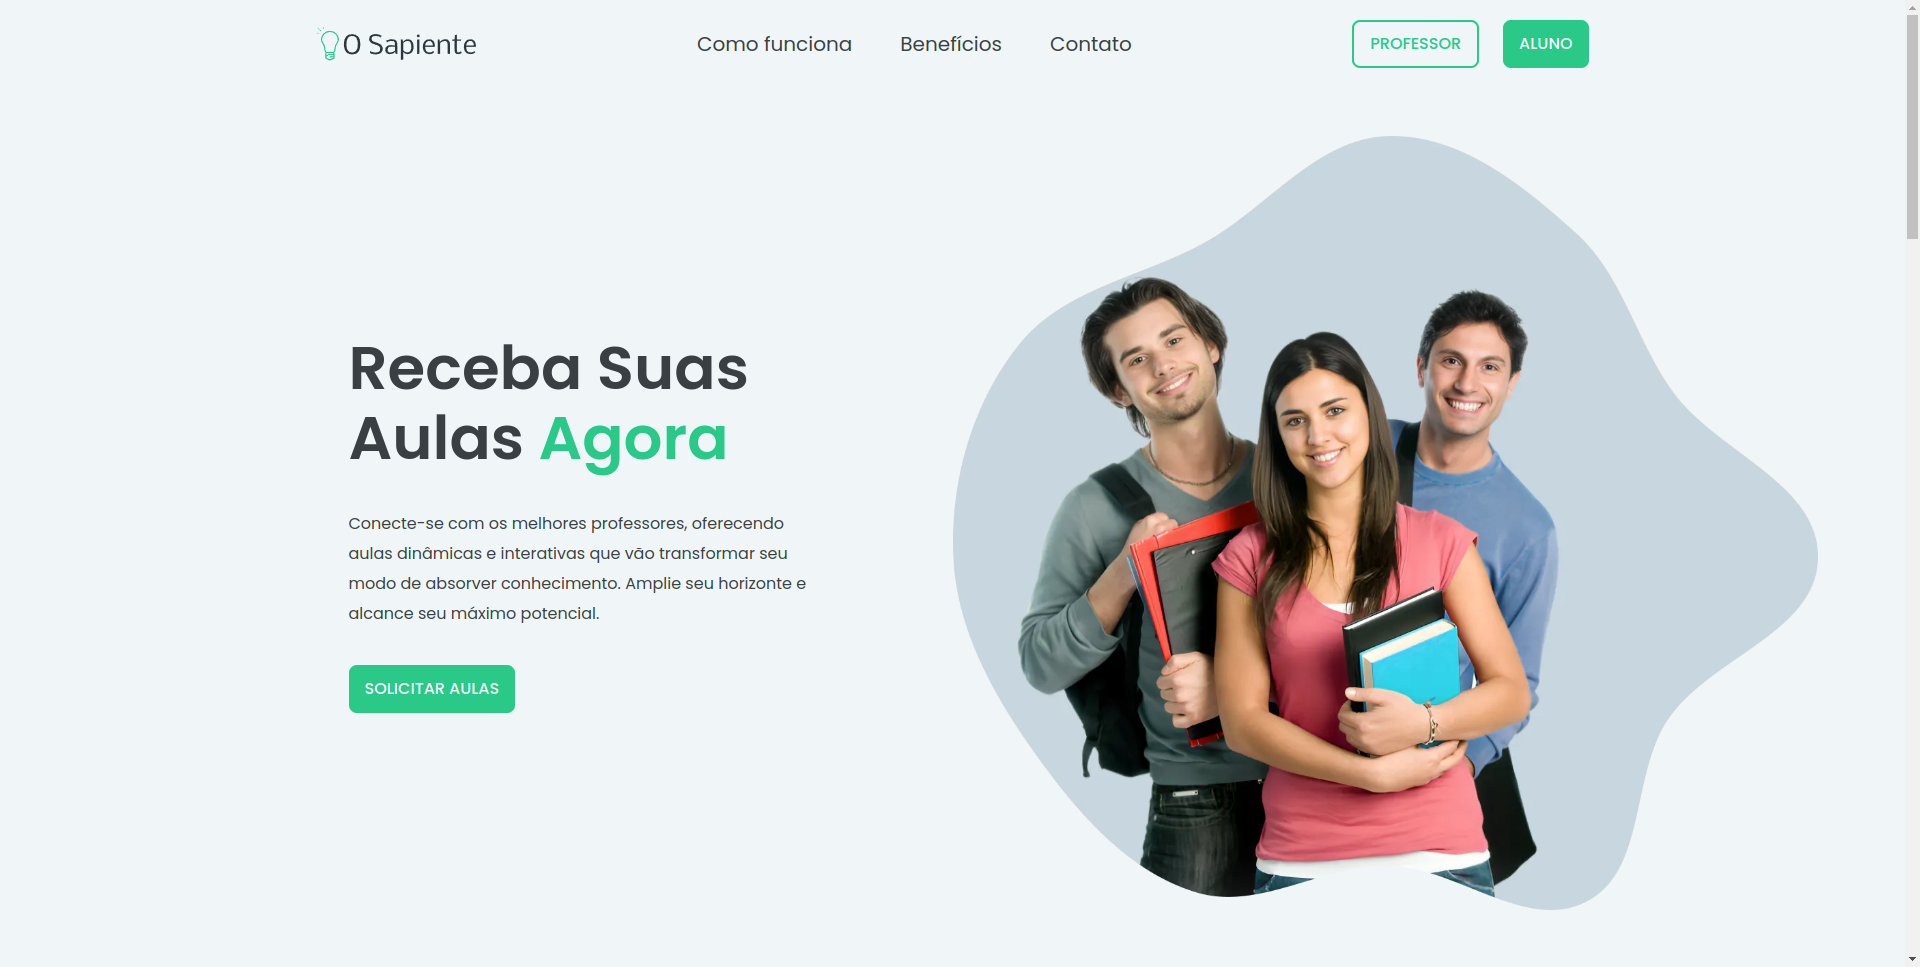 O Sapiente
Como funciona
Benefícios
Contato
PROFESSOR
ALUNO
Receba Suas
Aulas Agora
Conecte-se com os melhores professores, oferecendo
aulas dinâmicas e interativas que vão transformar seu
modo de absorver conhecimento. Amplie seu horizonte e
alcance seu máximo potencial.
SOLICITAR AULAS